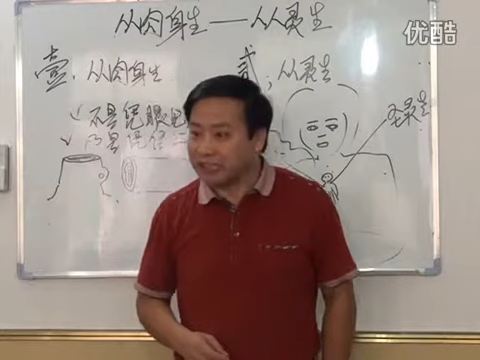 从肉身生——从灵生
壹,从肉身生
贰,从灵生
不是凭眼见
乃是凭信
圣灵
优酷